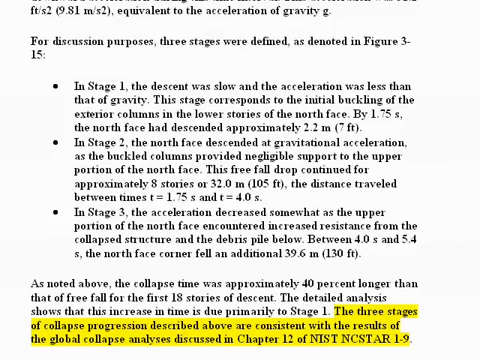 ft/s2 (9.81 m/s2), equivalent to the acceleration of gravity g.
For discussion purposes, three stages were defined, as denoted in Figure 3-
15:
• In Stage 1, the descent was slow and the acceleration was less than
that of gravity. This stage corresponds to the initial buckling of the
exterior columns in the lower stories of the north face. By 1.75 s,
the north face had descended approximately 2.2 m (7 ft).
• In Stage 2, the north face descended at gravitational acceleration,
as the buckled columns provided negligible support to the upper
portion of the north face. This free fall drop continued for
approximately 8 stories or 32.0 m (105 ft), the distance traveled
between times t = 1.75 s and t = 4.0 s.
• In Stage 3, the acceleration decreased somewhat as the upper
portion of the north face encountered increased resistance from the
collapsed structure and the debris pile below. Between 4.0 s and 5.4
s, the north face corner fell an additional 39.6 m (130 ft).
As noted above, the collapse time was approximately 40 percent longer than
that of free fall for the first 18 stories of descent. The detailed analysis
shows that this increase in time is due primarily to Stage 1. The three stages
of collapse progression described above are consistent with the results of
the global collapse analyses discussed in Chapter 12 of NIST NCSTAR 1-9.